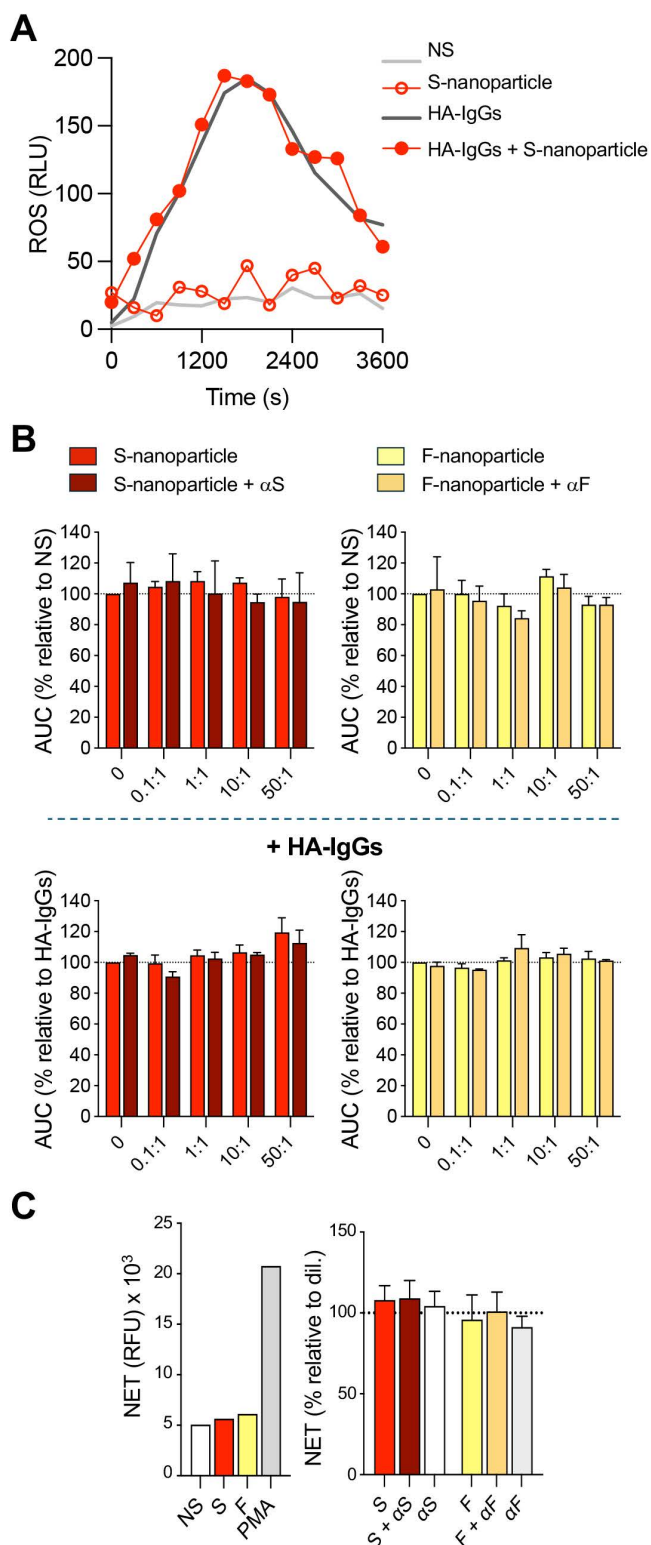 A
200
150
100
50
0
ROS (RLU)
0 1200 2400 3600
Time (s)
NS
S-nanoparticle
HA-IgGs
HA-IgGs + S-nanoparticle
B
S-nanoparticle
S-nanoparticle + αS
F-nanoparticle
F-nanoparticle + αF
AUC (% relative to NS)
140
120
100
80
60
40
20
0
0 0.1:1 1:1 10:1 50:1
AUC (% relative to NS)
140
120
100
80
60
40
20
0
0 0.1:1 1:1 10:1 50:1
+ HA-IgGs
AUC (% relative to HA-IgGs)
140
120
100
80
60
40
20
0
0 0.1:1 1:1 10:1 50:1
AUC (% relative to HA-IgGs)
140
120
100
80
60
40
20
0
0 0.1:1 1:1 10:1 50:1
C
NET (RFU) x 10³
25
20
15
10
5
0
NS S F PMA
NET (% relative to dil.)
150
100
50
0
S S + αS αS F F + αF αF